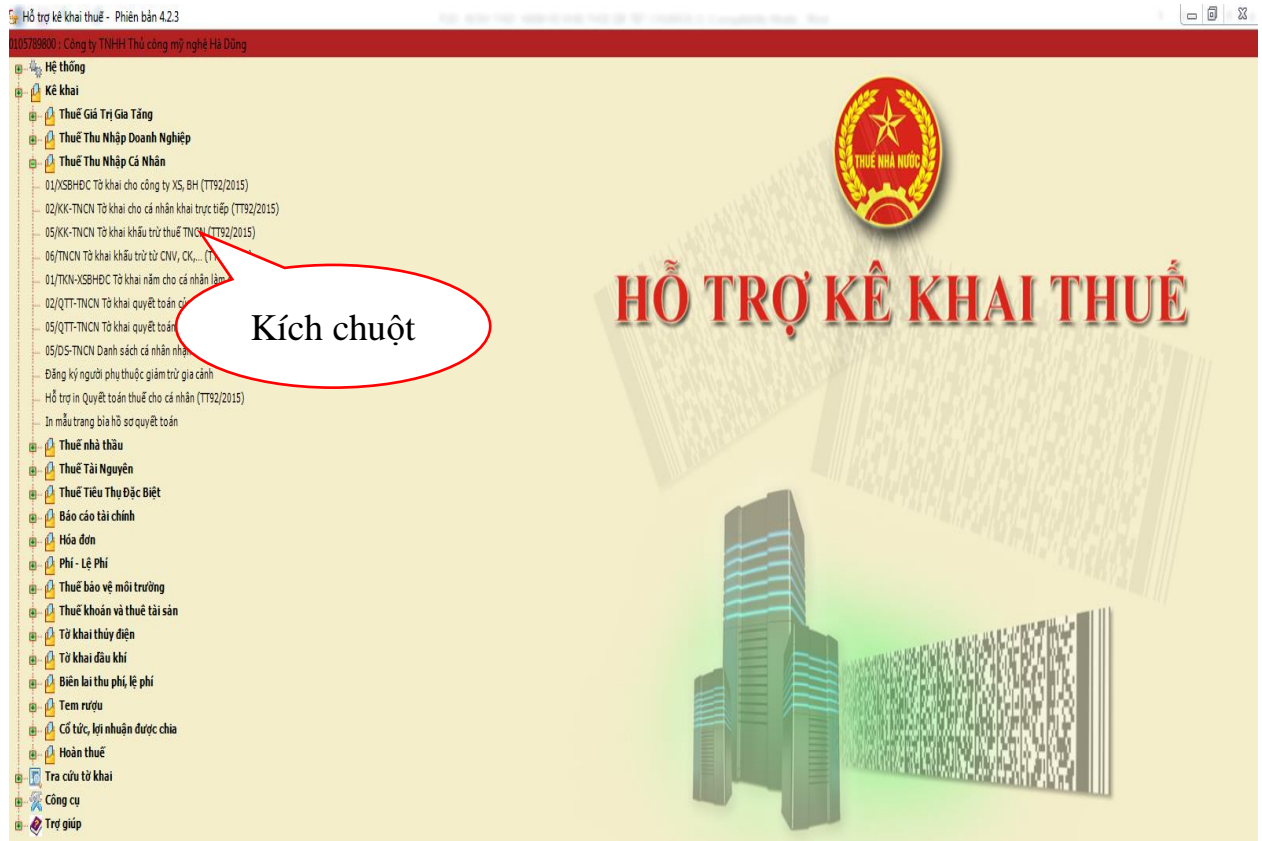 Hỗ trợ kê khai thuế - Phiên bản 4.2.3
0105789800 : Công ty TNHH Thủ công mỹ nghệ Hà Dũng
Hệ thống
Kê khai
Thuế Giá Trị Gia Tăng
Thuế Thu Nhập Doanh Nghiệp
Thuế Thu Nhập Cá Nhân
01/XSBHĐC Tờ khai cho công ty XS, BH (TT92/2015)
02/KK-TNCN Tờ khai cho cá nhân khai trực tiếp (TT92/2015)
05/KK-TNCN Tờ khai khấu trừ thuế TNCN (TT92/2015)
06/TNCN Tờ khai khấu trừ từ CNV, CK,...
01/TKN-XSBHĐC Tờ khai năm cho cá nhân làm
02/QTT-TNCN Tờ khai quyết toán
05/QTT-TNCN Tờ khai quyết toán
05/DS-TNCN Danh sách cá nhân
Đăng ký người phụ thuộc giảm trừ gia cảnh
Hỗ trợ in Quyết toán thuế cho cá nhân (TT92/2015)
In mẫu trang bìa hồ sơ quyết toán
Thuế nhà thầu
Thuế Tài Nguyên
Thuế Tiêu Thụ Đặc Biệt
Báo cáo tài chính
Hóa đơn
Phí - Lệ Phí
Thuế bảo vệ môi trường
Thuế khoán và thuê tài sản
Tờ khai thủy điện
Tờ khai dầu khí
Biên lai thu phí, lệ phí
Tem rượu
Cổ tức, lợi nhuận được chia
Hoàn thuế
Tra cứu tờ khai
Công cụ
Trợ giúp
Kích chuột
THUẾ NHÀ NƯỚC
HỖ TRỢ KÊ KHAI THUẾ